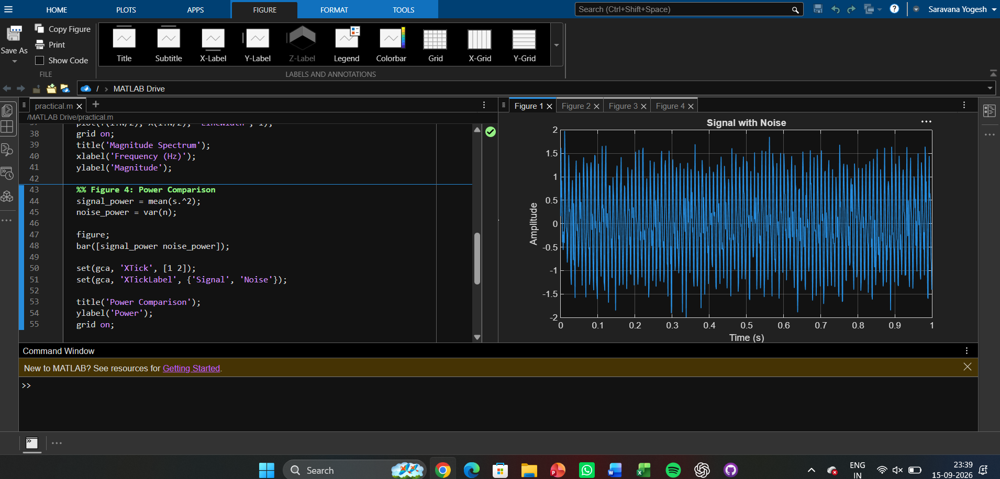 HOME PLOTS APPS FIGURE FORMAT TOOLS Search (Ctrl+Shift+Space) Saravana Yogesh
Save As
Copy Figure
Print
Show Code
FILE
Title Subtitle X-Label Y-Label Z-Label Legend Colorbar Grid X-Grid Y-Grid
LABELS AND ANNOTATIONS
/ > MATLAB Drive
practical.m
/MATLAB Drive/practical.m
38 grid on;
39 title('Magnitude Spectrum');
40 xlabel('Frequency (Hz)');
41 ylabel('Magnitude');
42
43 %% Figure 4: Power Comparison
44 signal_power = mean(s.^2);
45 noise_power = var(n);
46
47 figure;
48 bar([signal_power noise_power]);
49
50 set(gca, 'XTick', [1 2]);
51 set(gca, 'XTickLabel', {'Signal', 'Noise'});
52
53 title('Power Comparison');
54 ylabel('Power');
55 grid on;
Figure 1 Figure 2 Figure 3 Figure 4
Signal with Noise
2
1.5
1
0.5
0
-0.5
-1
-1.5
-2
Amplitude
0 0.1 0.2 0.3 0.4 0.5 0.6 0.7 0.8 0.9 1
Time (s)
Command Window
New to MATLAB? See resources for Getting Started.
>>
Search
ENG
IN
23:39
15-09-2026